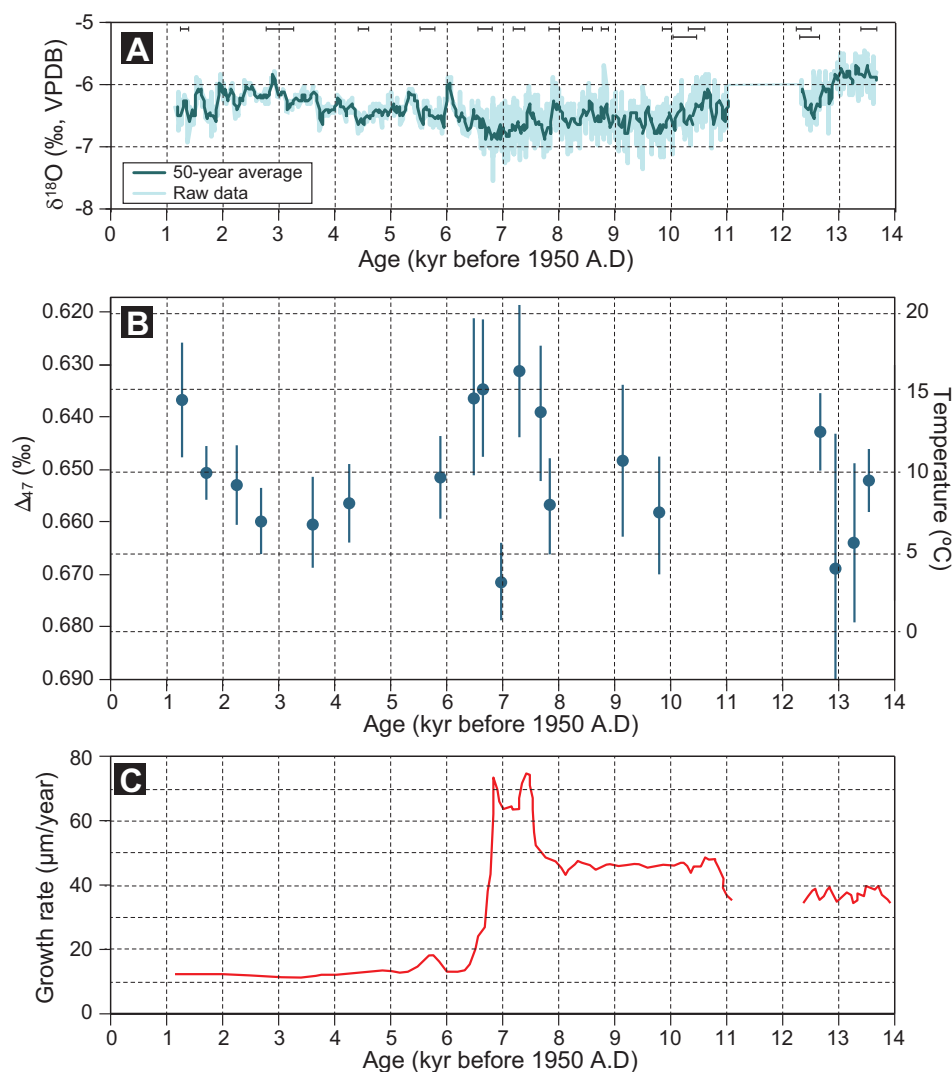 A
-5
-6
-7
-8
δ18O (‰, VPDB)
50-year average
Raw data
0 1 2 3 4 5 6 7 8 9 10 11 12 13 14
Age (kyr before 1950 A.D)
B
0.620
0.630
0.640
0.650
0.660
0.670
0.680
0.690
Δ47 (‰)
20
15
10
5
0
Temperature (ºC)
0 1 2 3 4 5 6 7 8 9 10 11 12 13 14
Age (kyr before 1950 A.D)
C
80
60
40
20
0
Growth rate (µm/year)
0 1 2 3 4 5 6 7 8 9 10 11 12 13 14
Age (kyr before 1950 A.D)